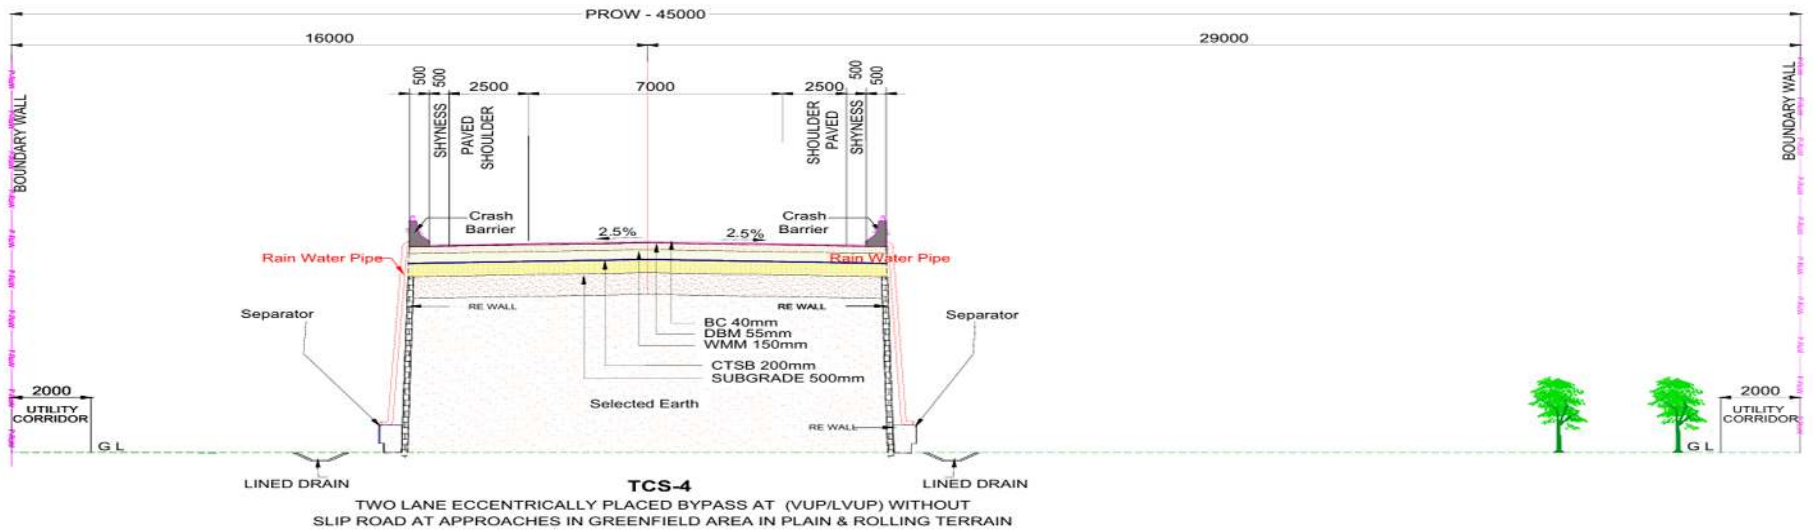 PROW - 45000
16000
29000
500
500
2500
7000
2500
500
500
BOUNDARY WALL
SHYNESS
PAVED
SHOULDER
SHOULDER
PAVED
SHYNESS
BOUNDARY WALL
Crash
Barrier
Crash
Barrier
2.5%
2.5%
Rain Water Pipe
Rain Water Pipe
RE WALL
RE WALL
Separator
Separator
BC 40mm
DBM 55mm
WMM 150mm
CTSB 200mm
SUBGRADE 500mm
Selected Earth
RE WALL
2000
UTILITY
CORRIDOR
2000
UTILITY
CORRIDOR
G L
G L
LINED DRAIN
LINED DRAIN
TCS-4
TWO LANE ECCENTRICALLY PLACED BYPASS AT (VUP/LVUP) WITHOUT
SLIP ROAD AT APPROACHES IN GREENFIELD AREA IN PLAIN & ROLLING TERRAIN